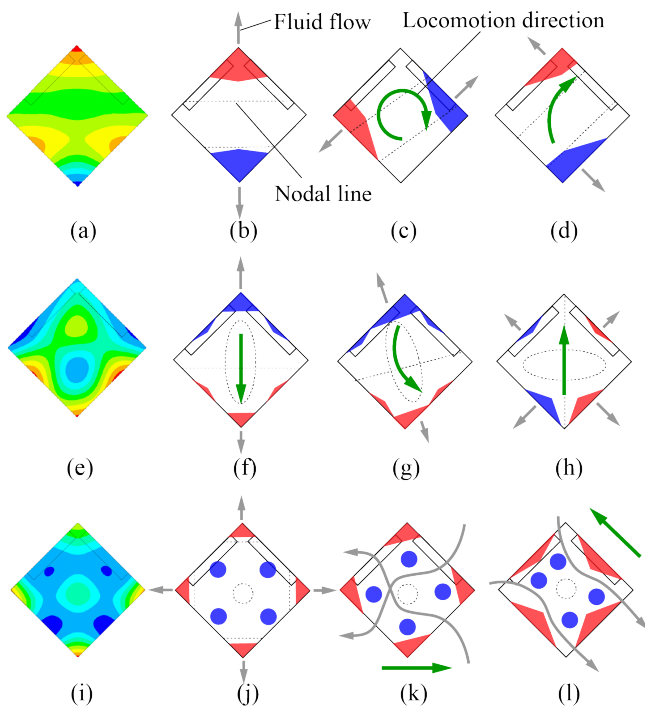 Fluid flow
Locomotion direction
Nodal line
(a)
(b)
(c)
(d)
(e)
(f)
(g)
(h)
(i)
(j)
(k)
(l)